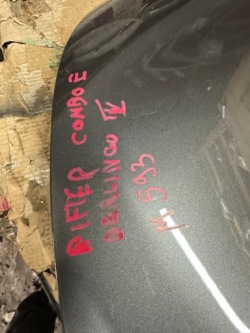 RIFTER COMBO E
BERLINGO IV
M. 593